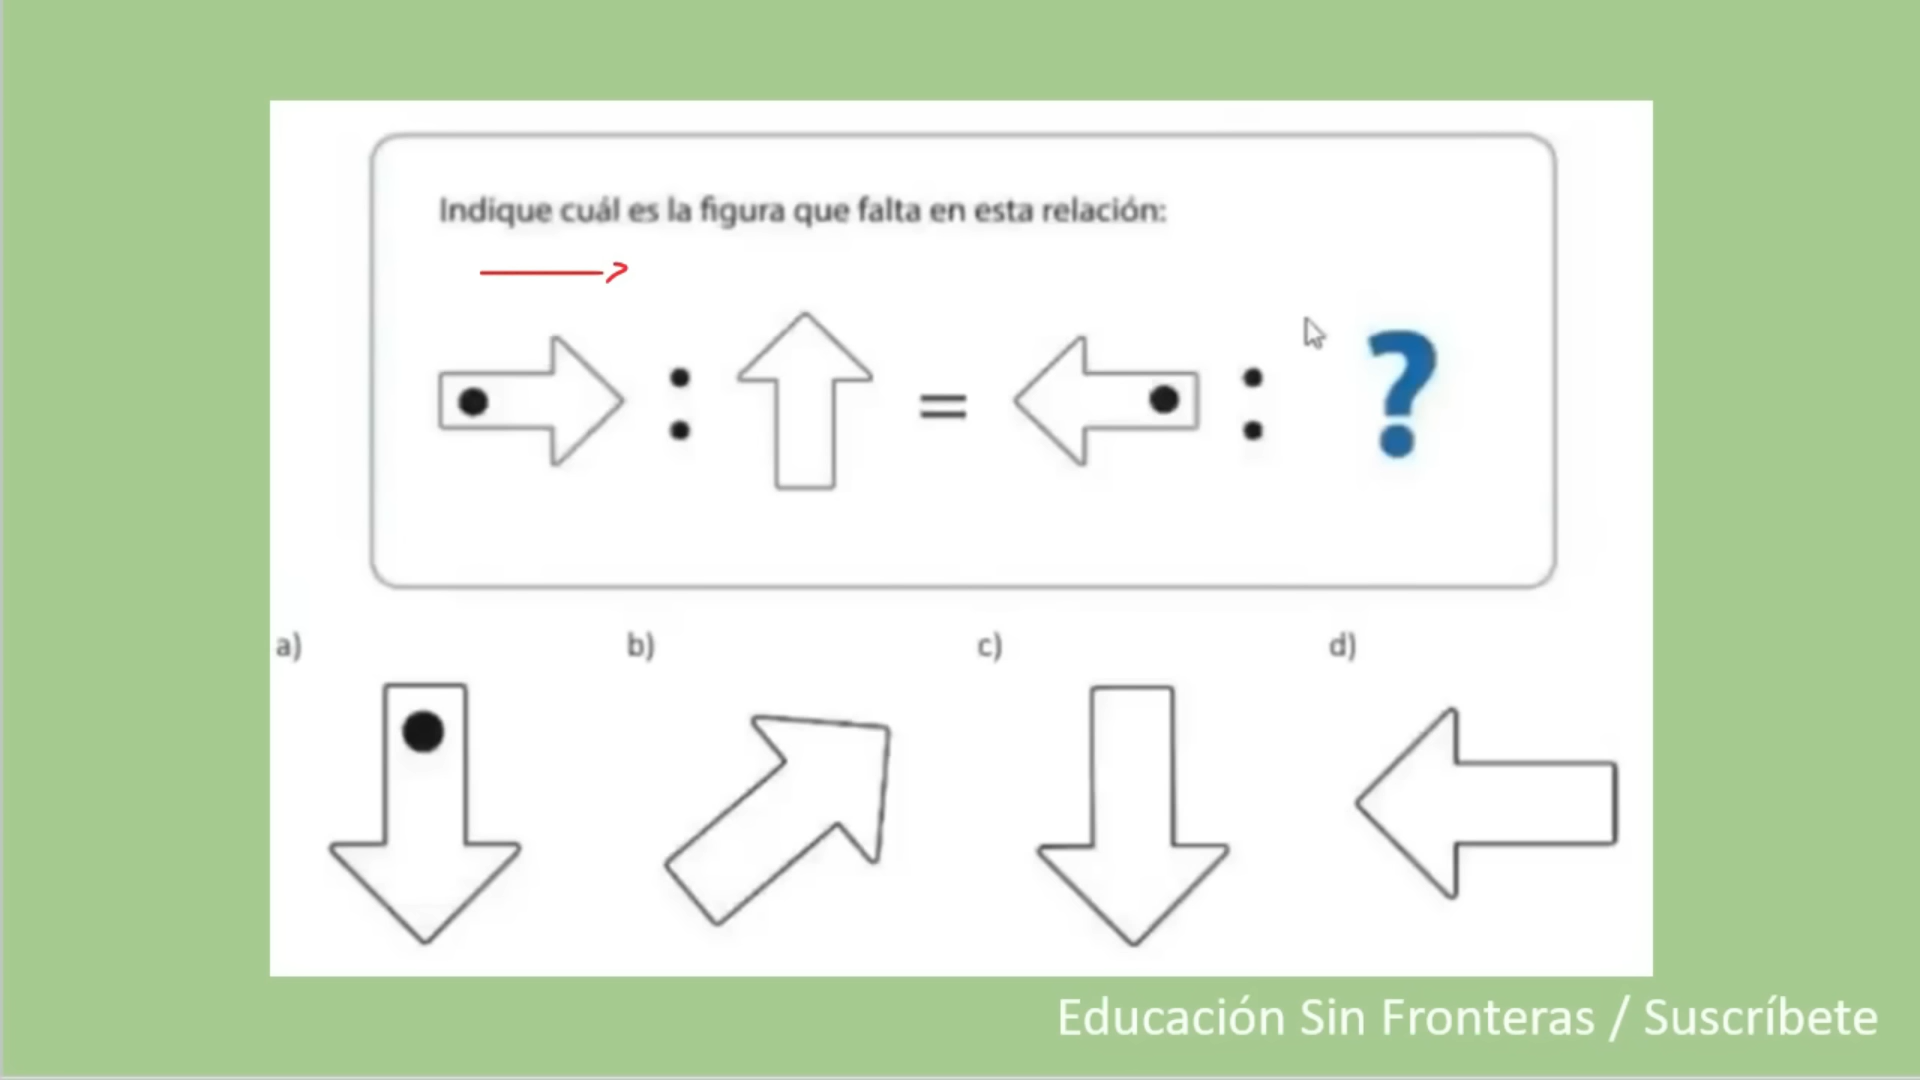 Indique cuál es la figura que falta en esta relación:
: = : ?
a) b) c) d)
Educación Sin Fronteras / Suscríbete